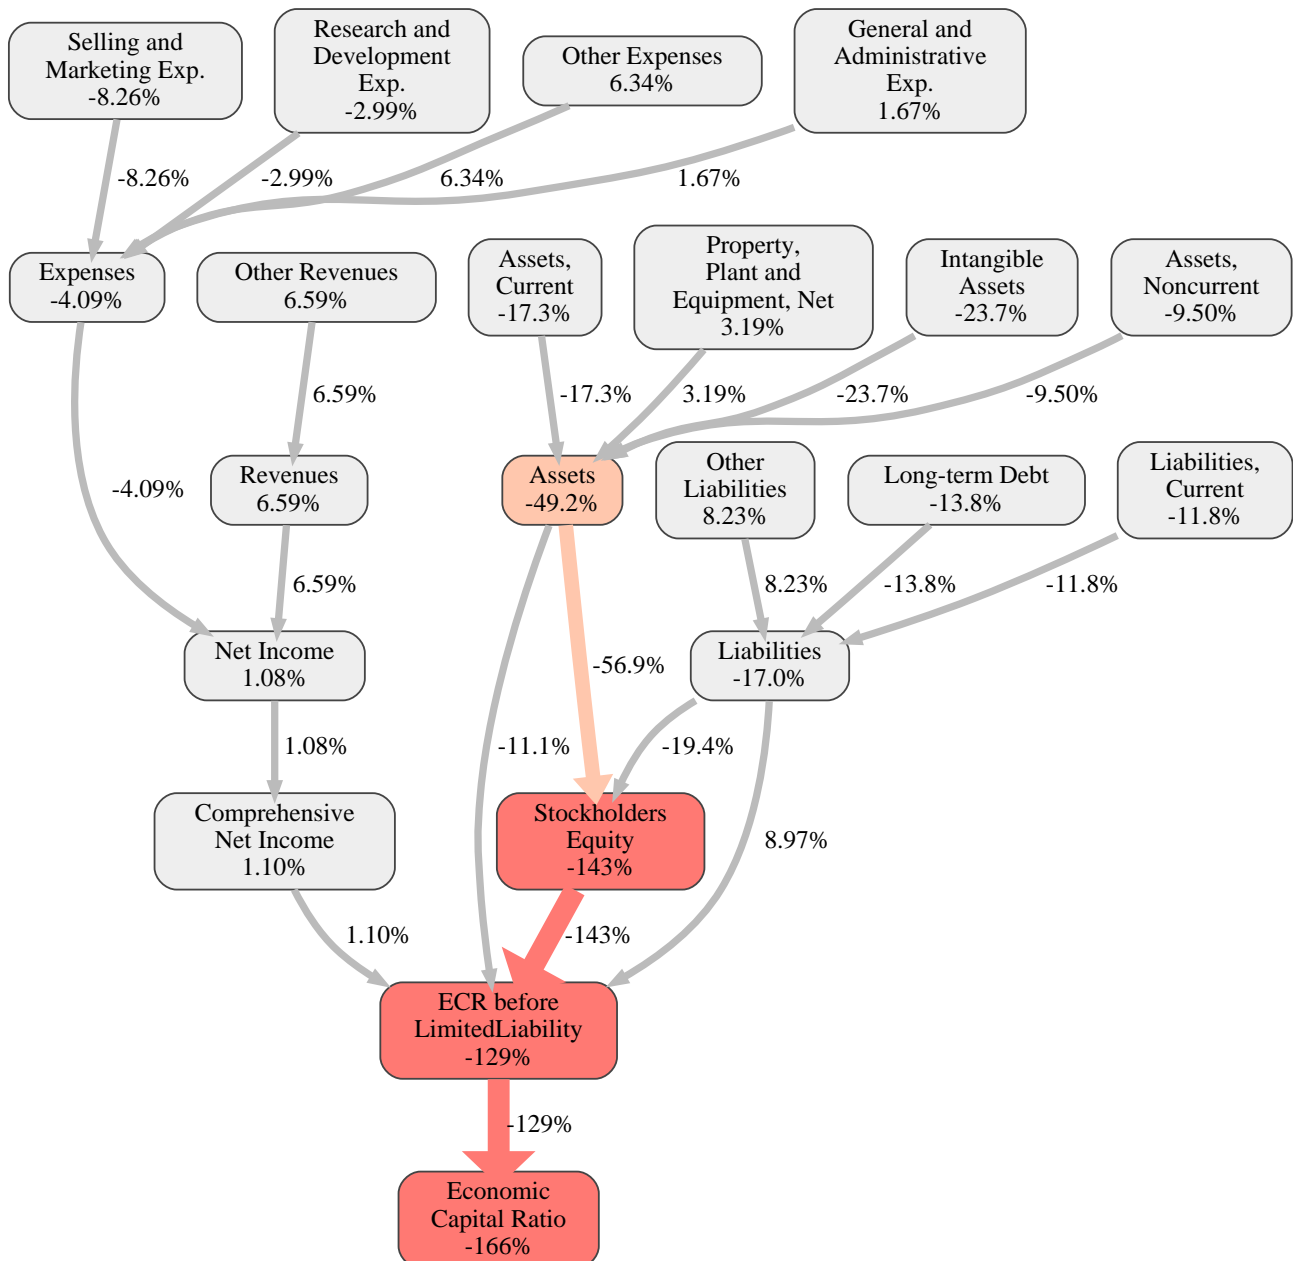 Selling and
Marketing Exp.
-8.26%
Research and
Development
Exp.
-2.99%
Other Expenses
6.34%
General and
Administrative
Exp.
1.67%
-8.26%
-2.99%
6.34%
1.67%
Expenses
-4.09%
Other Revenues
6.59%
Assets,
Current
-17.3%
Property,
Plant and
Equipment, Net
3.19%
Intangible
Assets
-23.7%
Assets,
Noncurrent
-9.50%
6.59%
-17.3%
3.19%
-23.7%
-9.50%
-4.09%
Revenues
6.59%
Assets
-49.2%
Other
Liabilities
8.23%
Long-term Debt
-13.8%
Liabilities,
Current
-11.8%
6.59%
8.23%
-13.8%
-11.8%
Net Income
1.08%
-56.9%
Liabilities
-17.0%
1.08%
-11.1%
-19.4%
Comprehensive
Net Income
1.10%
Stockholders
Equity
-143%
8.97%
1.10%
-143%
ECR before
LimitedLiability
-129%
-129%
Economic
Capital Ratio
-166%